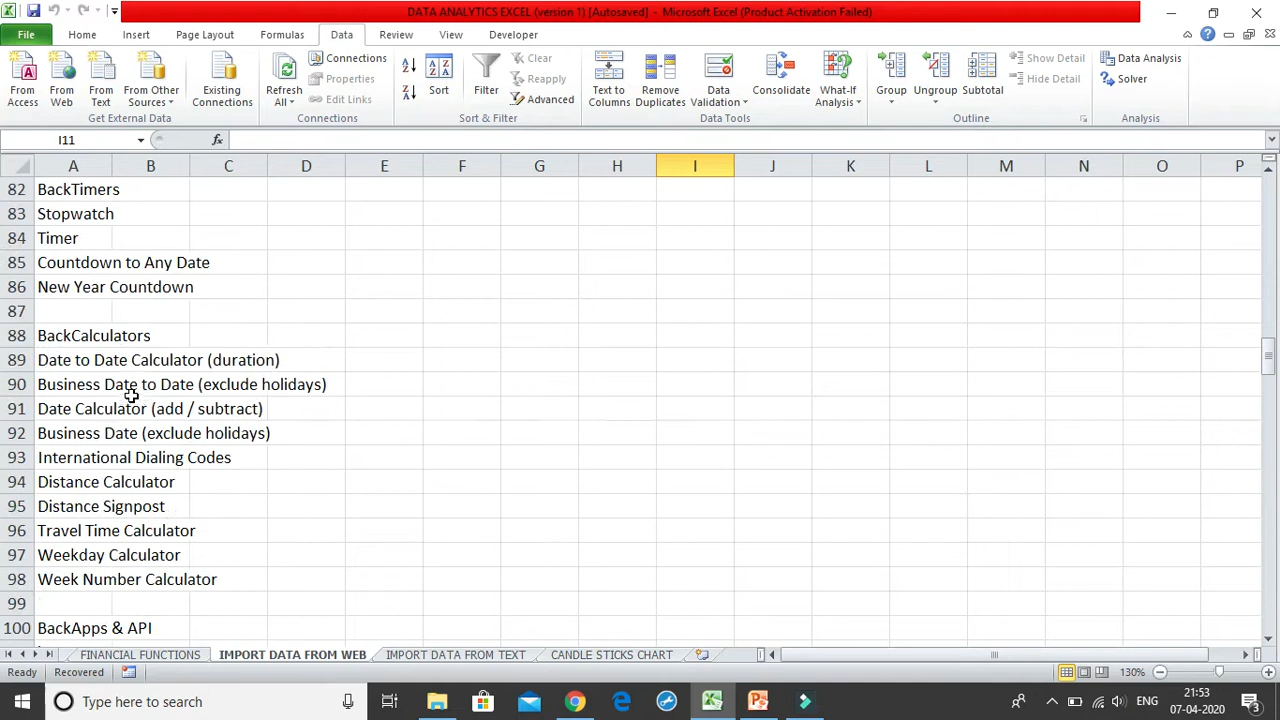 DATA ANALYTICS EXCEL (version 1) [Autosaved] – Microsoft Excel (Product Activation Failed)
File Home Insert Page Layout Formulas Data Review View Developer
From Access
From Web
From Text
From Other Sources
Existing Connections
Get External Data
Refresh All
Connections
Properties
Edit Links
Connections
Sort
Filter
Clear
Reapply
Advanced
Sort & Filter
Text to Columns
Remove Duplicates
Data Validation
Consolidate
What-If Analysis
Data Tools
Group
Ungroup
Subtotal
Show Detail
Hide Detail
Outline
Data Analysis
Solver
Analysis
I11 fx
A B C D E F G H I J K L M N O P
82 BackTimers
83 Stopwatch
84 Timer
85 Countdown to Any Date
86 New Year Countdown
87
88 BackCalculators
89 Date to Date Calculator (duration)
90 Business Date to Date (exclude holidays)
91 Date Calculator (add / subtract)
92 Business Date (exclude holidays)
93 International Dialing Codes
94 Distance Calculator
95 Distance Signpost
96 Travel Time Calculator
97 Weekday Calculator
98 Week Number Calculator
99
100 BackApps & API
FINANCIAL FUNCTIONS IMPORT DATA FROM WEB IMPORT DATA FROM TEXT CANDLE STICKS CHART
Ready Recovered 130%
Type here to search ENG 21:53
07-04-2020 3